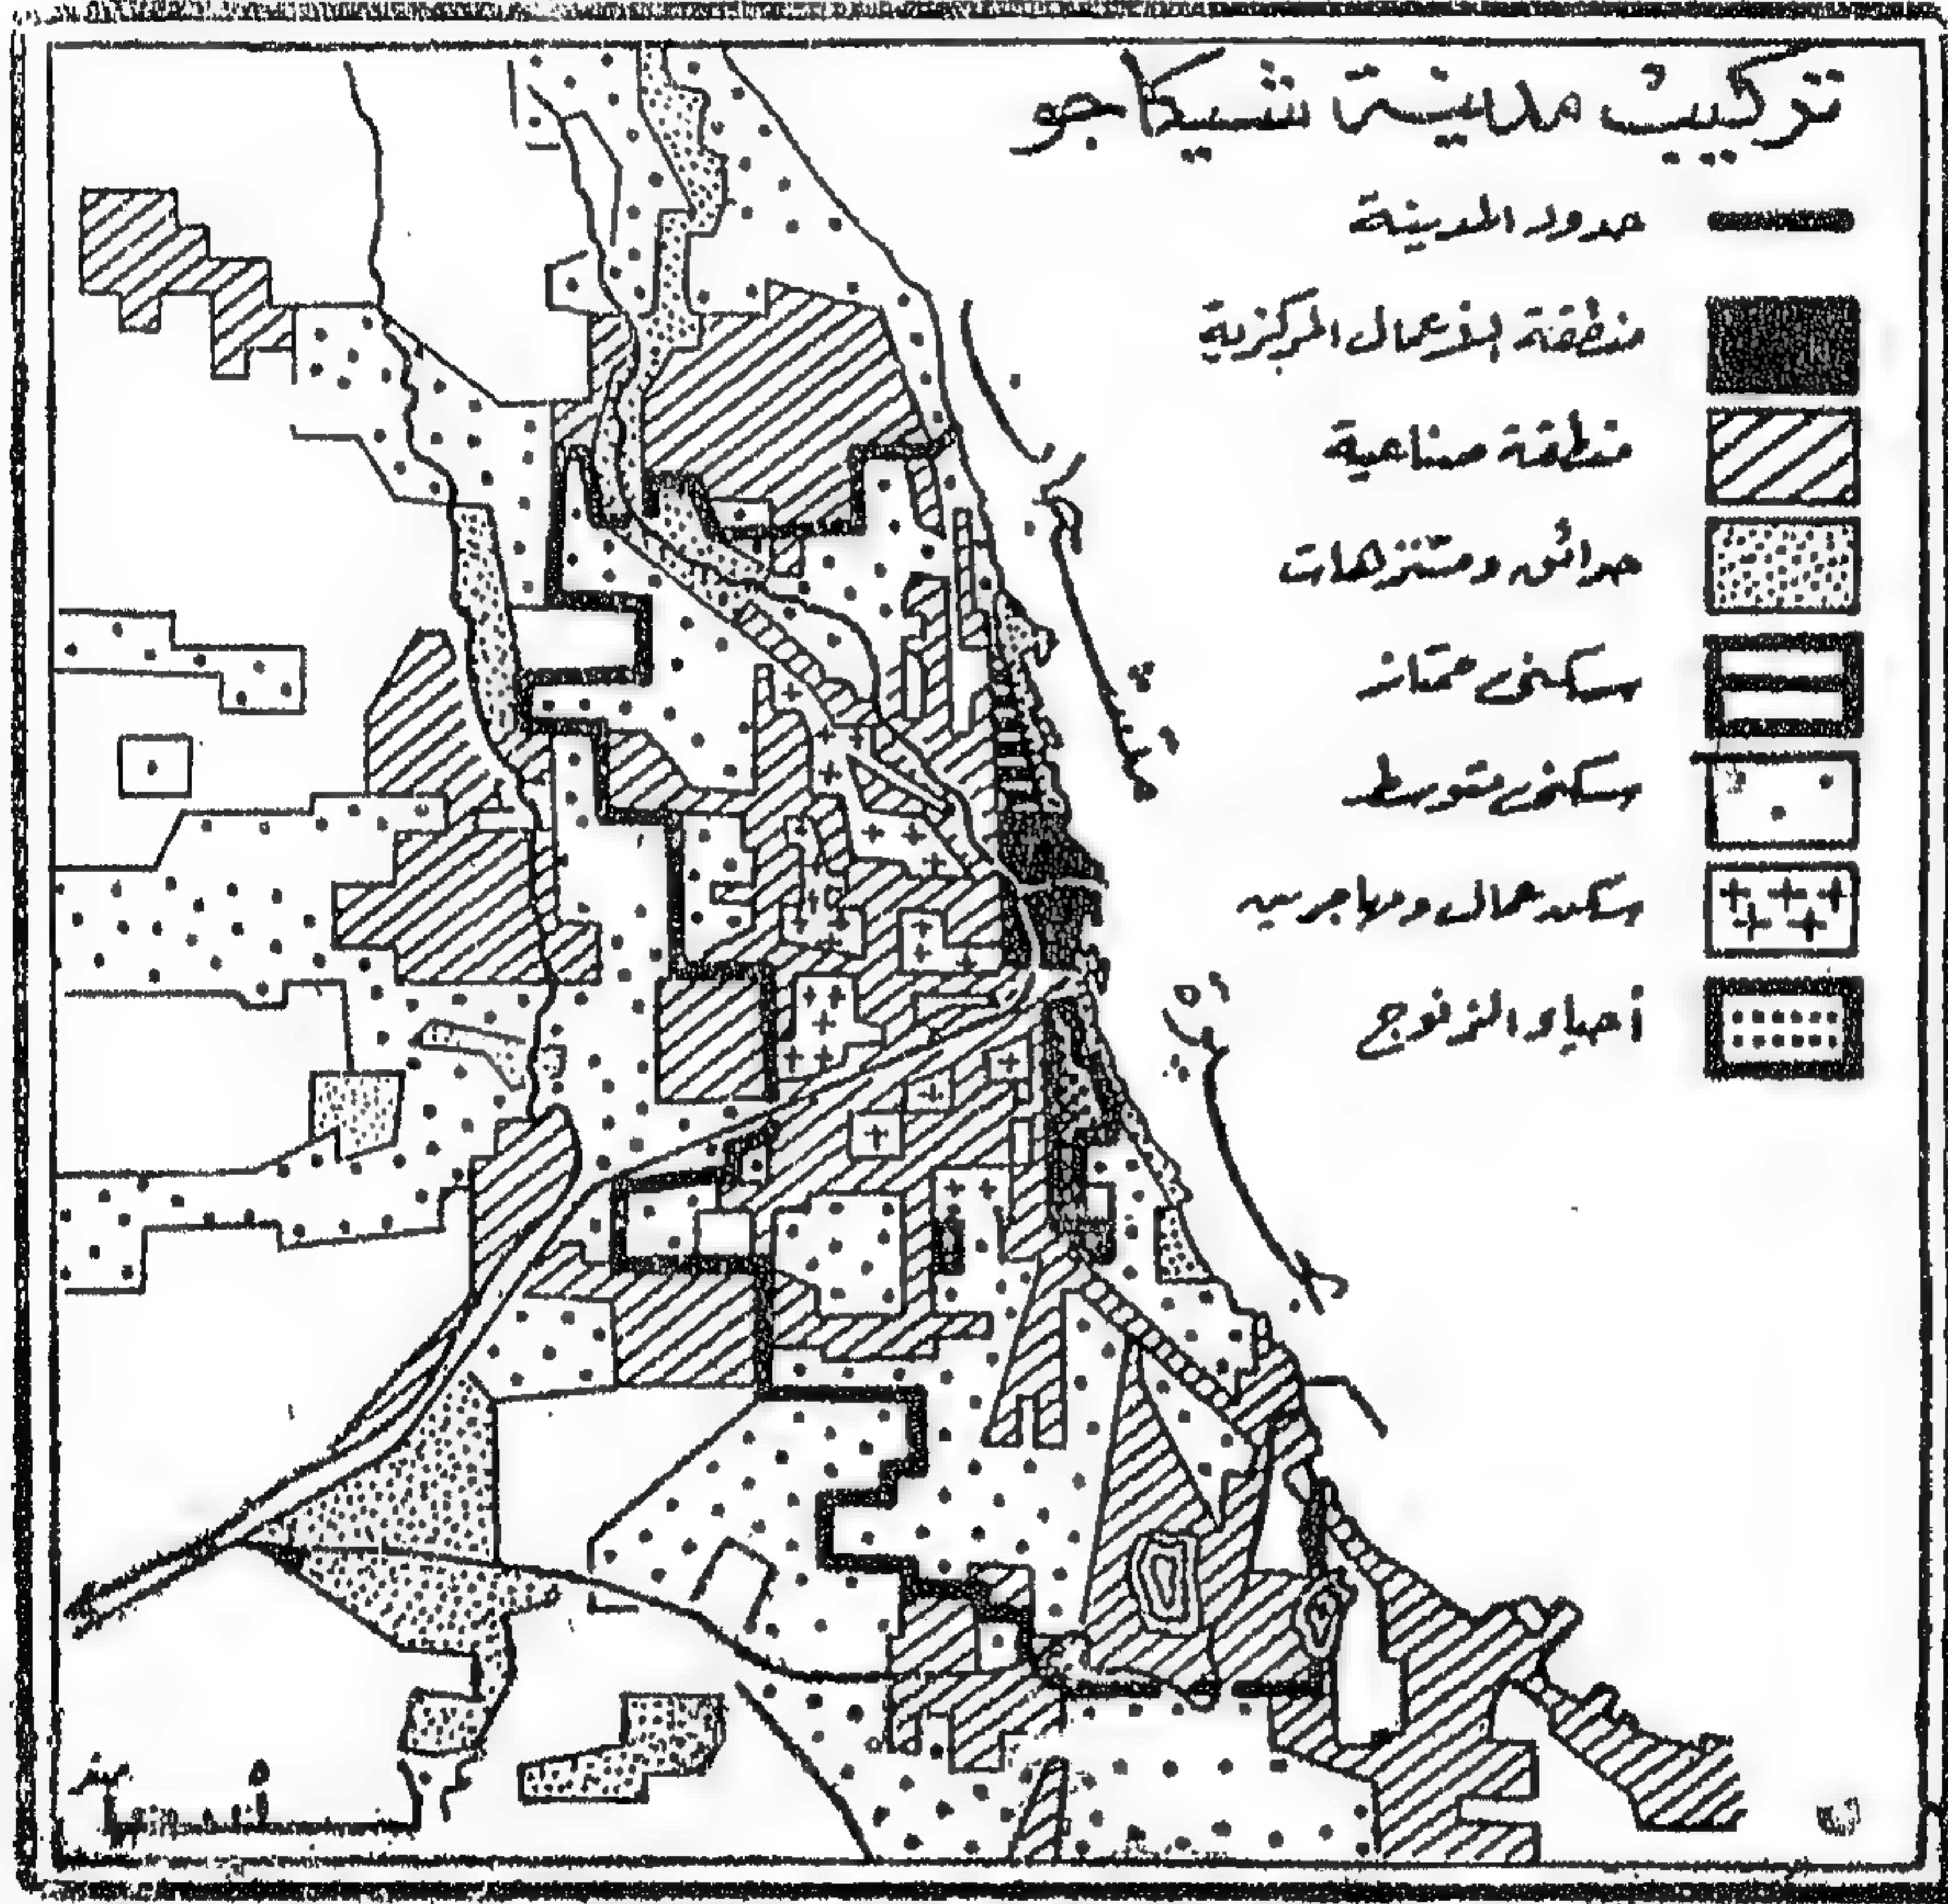 تركيب مدينة شيكاجو
حدود المدينة
منطقة الأعمال المركزية
منطقة صناعية
حدائق ومتنزهات
سكنى ممتاز
سكنى متوسط
سكن عمال ومهاجرين
أحياء الزنوج